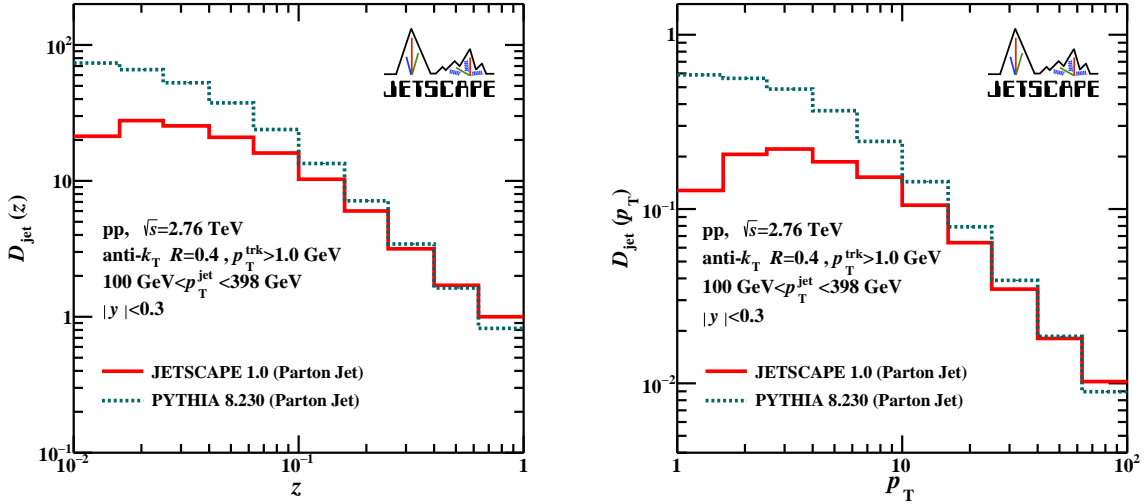 JETSCAPE
10²
10
1
10⁻¹
D_jet (z)
pp, √s=2.76 TeV
anti-k_T R=0.4 , p_T^trk>1.0 GeV
100 GeV<p_T^jet <398 GeV
| y |<0.3
JETSCAPE 1.0 (Parton Jet)
PYTHIA 8.230 (Parton Jet)
10⁻² 10⁻¹ 1
z
JETSCAPE
1
10⁻¹
10⁻²
D_jet (p_T)
pp, √s=2.76 TeV
anti-k_T R=0.4 , p_T^trk>1.0 GeV
100 GeV<p_T^jet <398 GeV
| y |<0.3
JETSCAPE 1.0 (Parton Jet)
PYTHIA 8.230 (Parton Jet)
1 10 10²
p_T